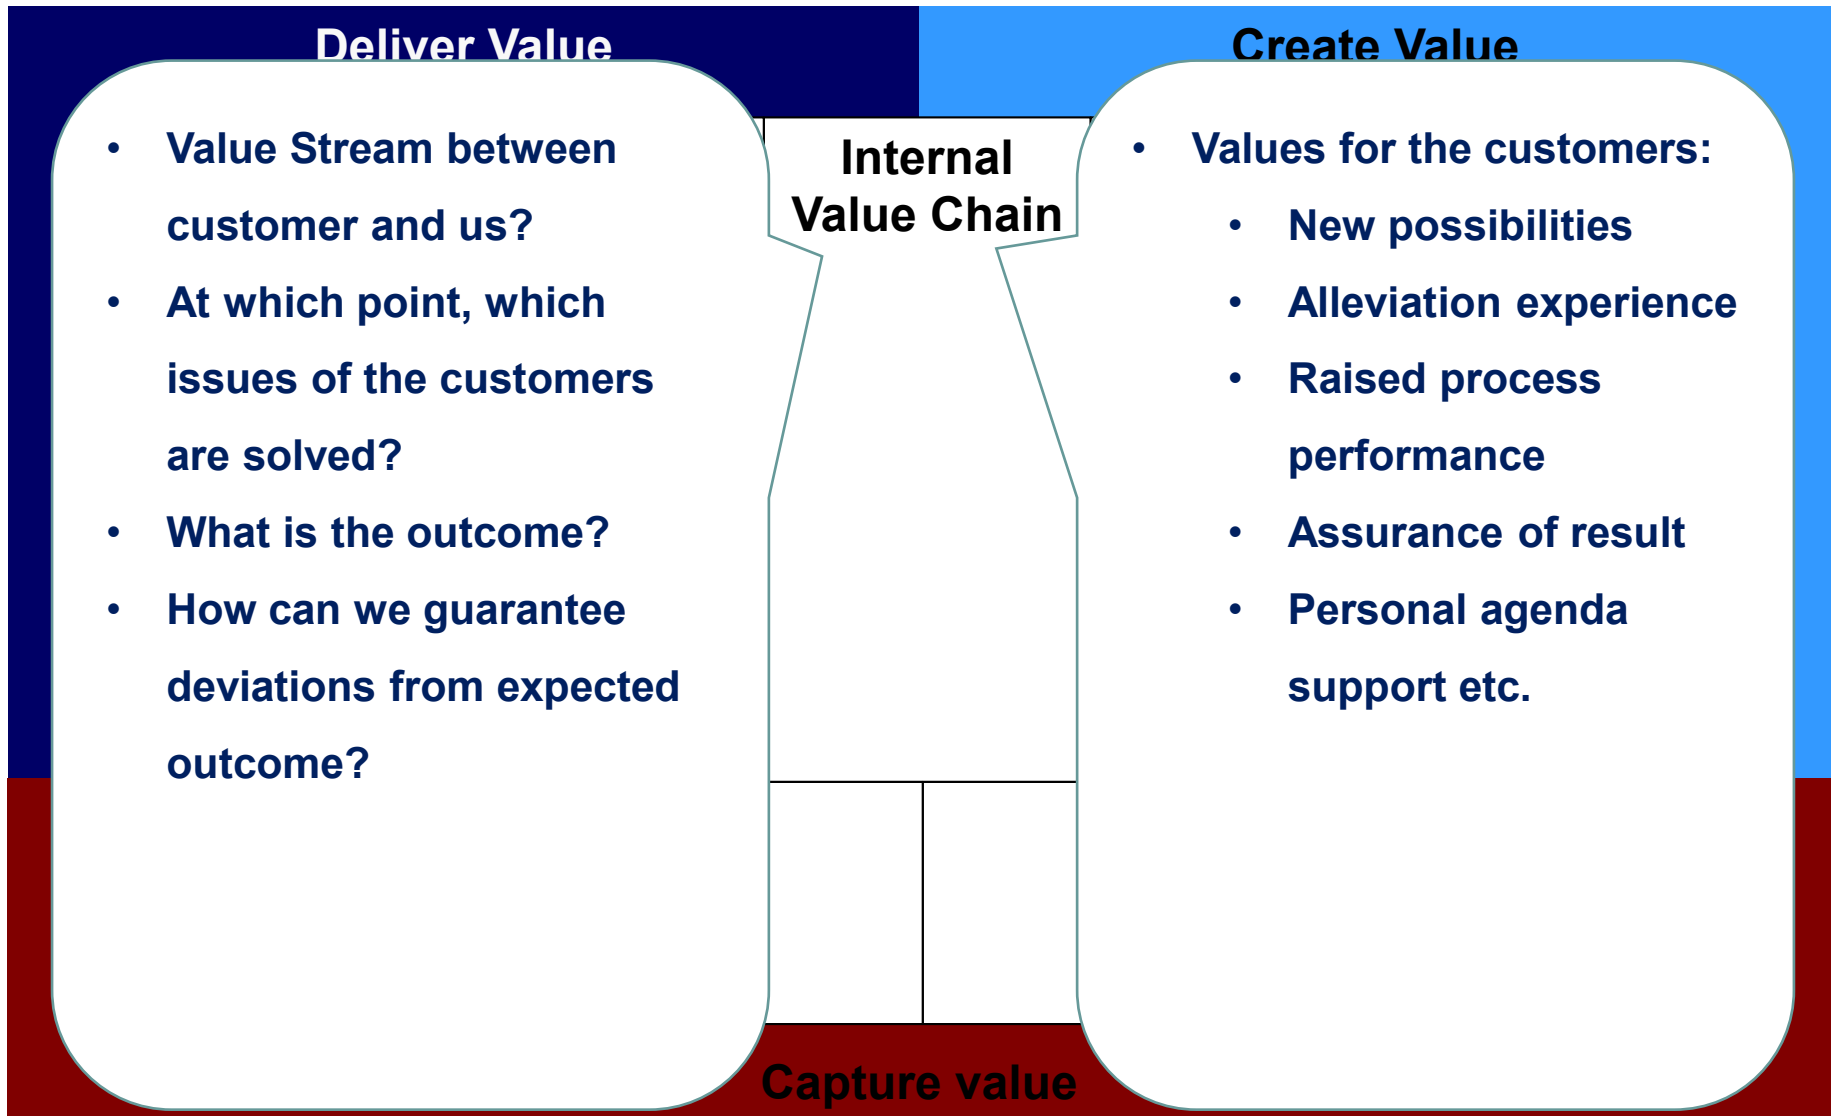 Deliver Value
Create Value
• Value Stream between
customer and us?
• At which point, which
issues of the customers
are solved?
• What is the outcome?
• How can we guarantee
deviations from expected
outcome?
Internal
Value Chain
• Values for the customers:
• New possibilities
• Alleviation experience
• Raised process
performance
• Assurance of result
• Personal agenda
support etc.
Capture value